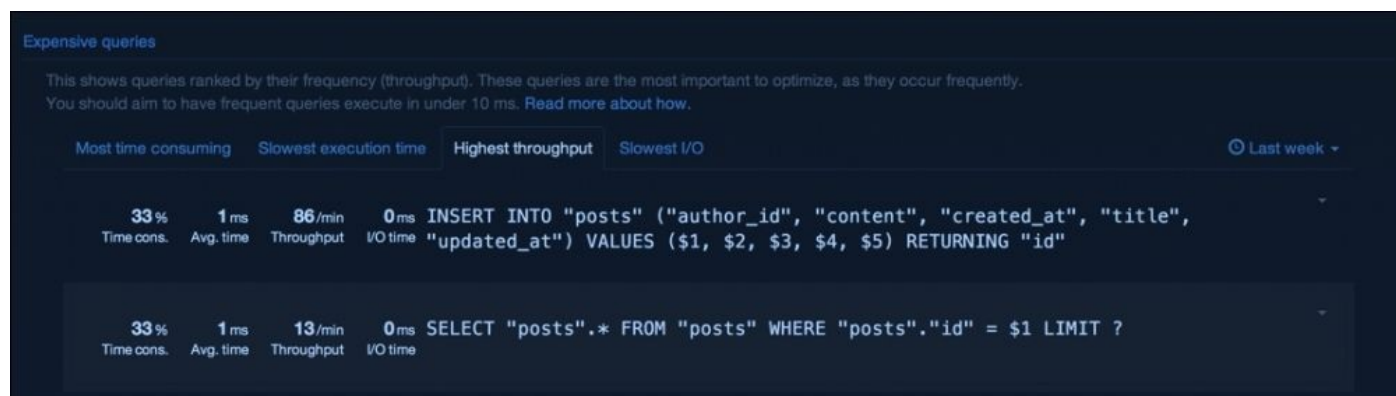 Expensive queries
This shows queries ranked by their frequency (throughput). These queries are the most important to optimize, as they occur frequently.
You should aim to have frequent queries execute in under 10 ms. Read more about how.
Most time consuming Slowest execution time Highest throughput Slowest I/O Last week
33% 1ms 86/min 0ms INSERT INTO "posts" ("author_id", "content", "created_at", "title",
Time cons. Avg. time Throughput I/O time "updated_at") VALUES ($1, $2, $3, $4, $5) RETURNING "id"
33% 1ms 13/min 0ms SELECT "posts".* FROM "posts" WHERE "posts"."id" = $1 LIMIT ?
Time cons. Avg. time Throughput I/O time